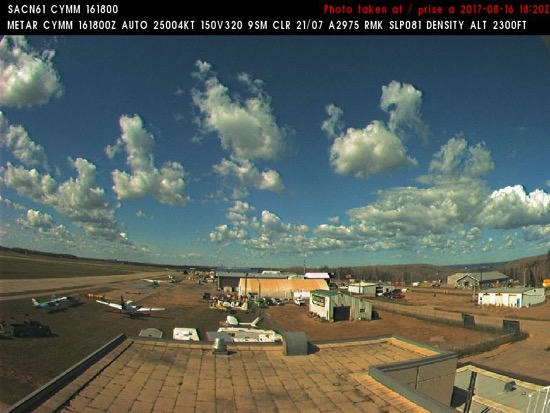 SACN61 CYMM 161800
Photo taken at / prise a 2017-08-16 18:20Z
METAR CYMM 161800Z AUTO 25004KT 150V320 9SM CLR 21/07 A2975 RMK SLP081 DENSITY ALT 2300FT